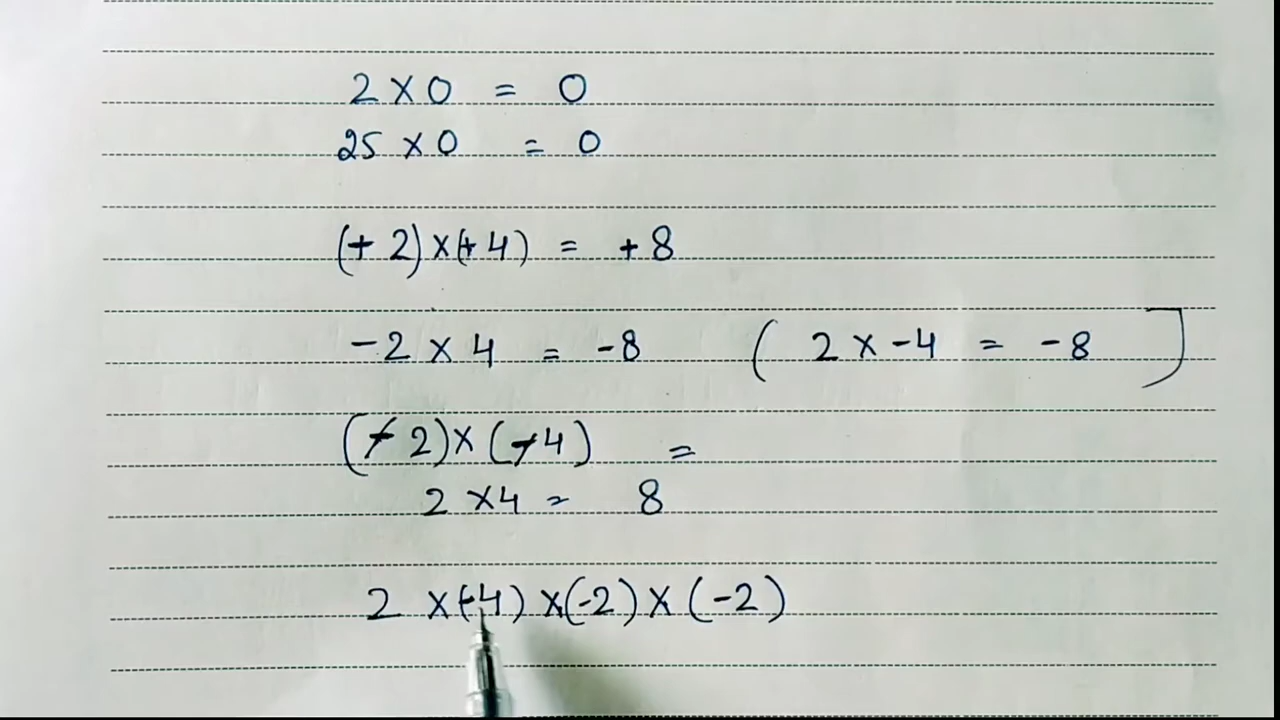 2 × 0 = 0
25 × 0 = 0
(+ 2) × (+ 4) = + 8
- 2 × 4 = - 8 ( 2 × - 4 = - 8 )
(- 2) × (- 4) =
2 × 4 = 8
2 × (-4) × (-2) × (-2)